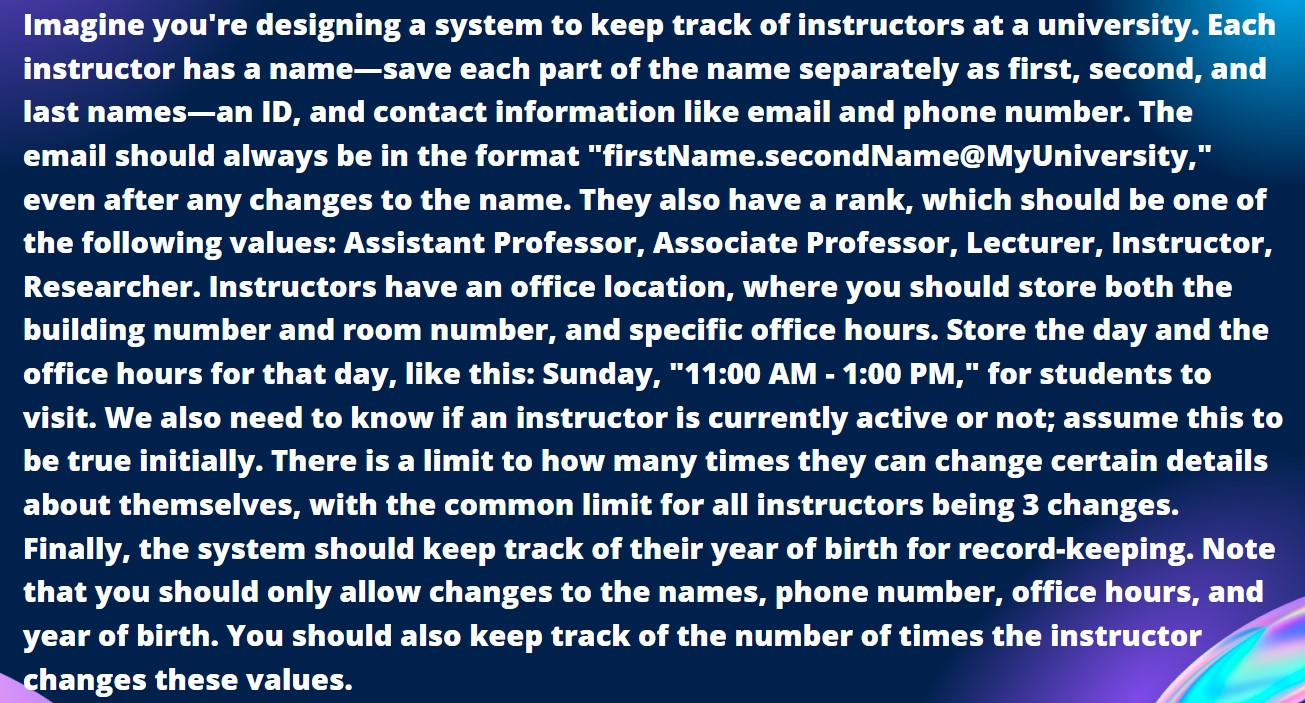 Imagine you're designing a system to keep track of instructors at a university. Each
instructor has a name—save each part of the name separately as first, second, and
last names—an ID, and contact information like email and phone number. The
email should always be in the format "firstName.secondName@MyUniversity,"
even after any changes to the name. They also have a rank, which should be one of
the following values: Assistant Professor, Associate Professor, Lecturer, Instructor,
Researcher. Instructors have an office location, where you should store both the
building number and room number, and specific office hours. Store the day and the
office hours for that day, like this: Sunday, "11:00 AM - 1:00 PM," for students to
visit. We also need to know if an instructor is currently active or not; assume this to
be true initially. There is a limit to how many times they can change certain details
about themselves, with the common limit for all instructors being 3 changes.
Finally, the system should keep track of their year of birth for record-keeping. Note
that you should only allow changes to the names, phone number, office hours, and
year of birth. You should also keep track of the number of times the instructor
changes these values.